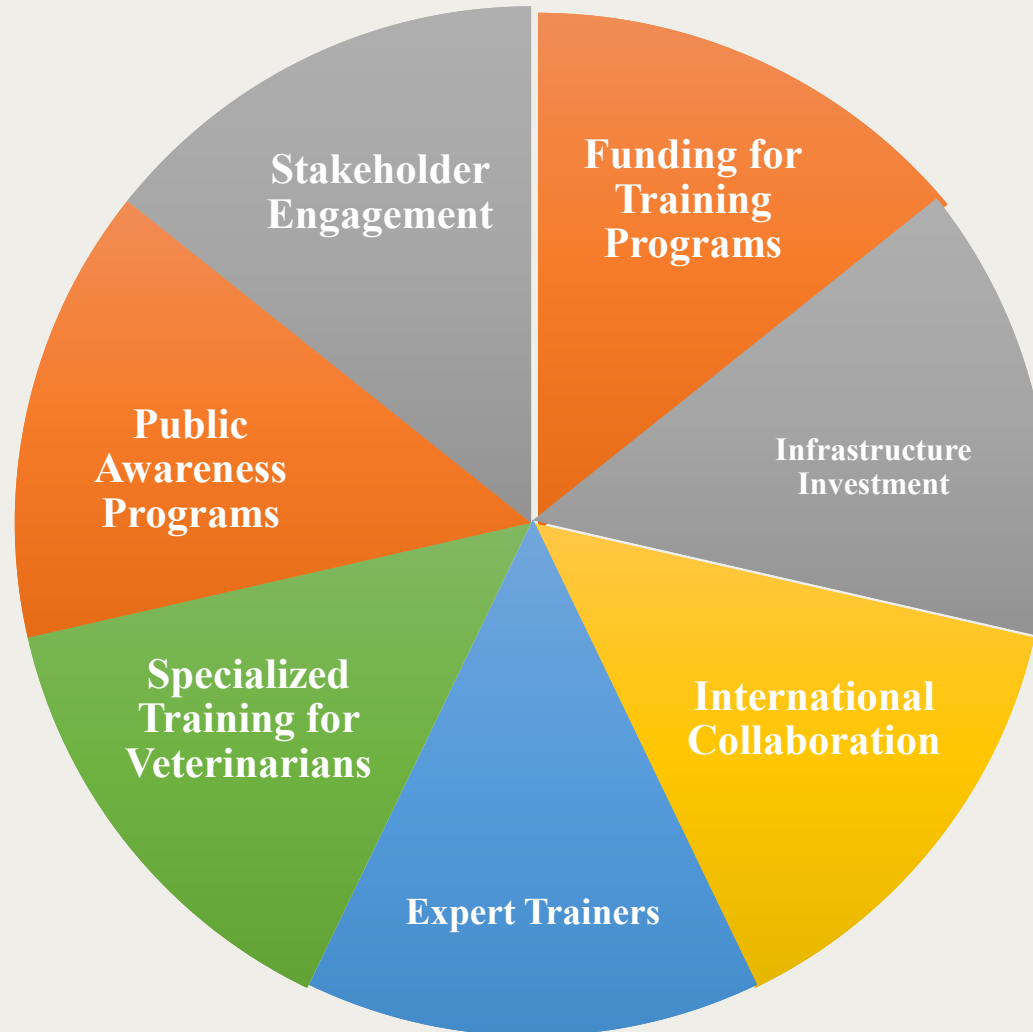 Stakeholder
Engagement
Funding for
Training
Programs
Infrastructure
Investment
International
Collaboration
Expert Trainers
Specialized
Training for
Veterinarians
Public
Awareness
Programs